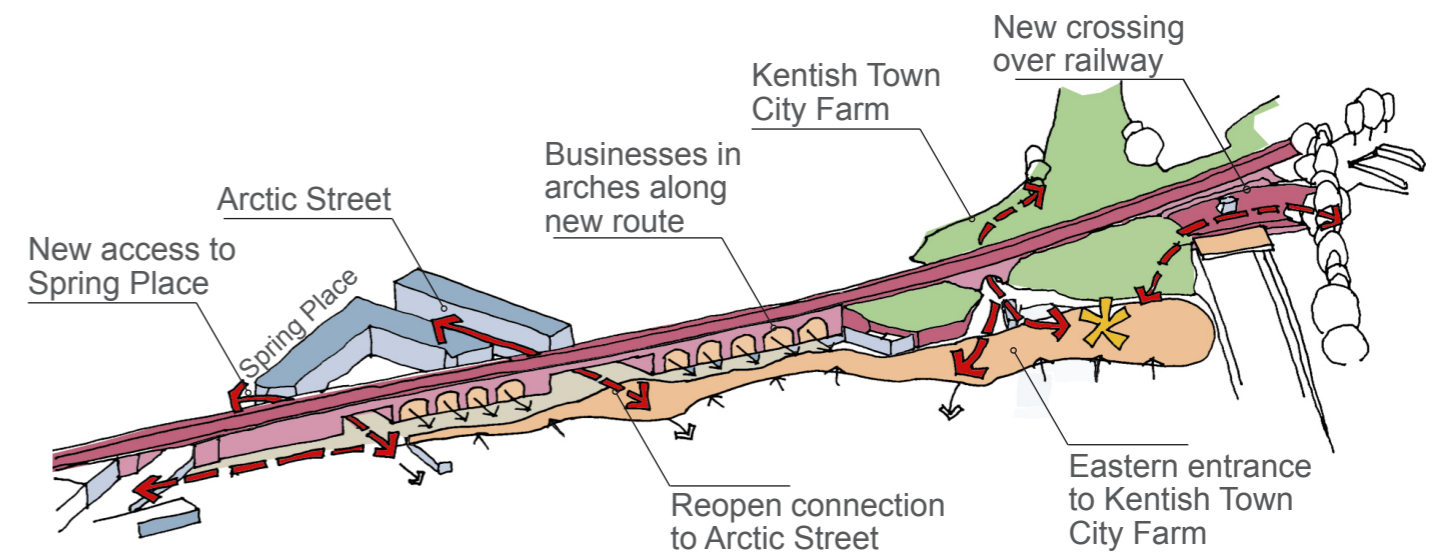 New crossing
over railway
Kentish Town
City Farm
Businesses in
arches along
new route
Arctic Street
New access to
Spring Place
Spring Place
Reopen connection
to Arctic Street
Eastern entrance
to Kentish Town
City Farm